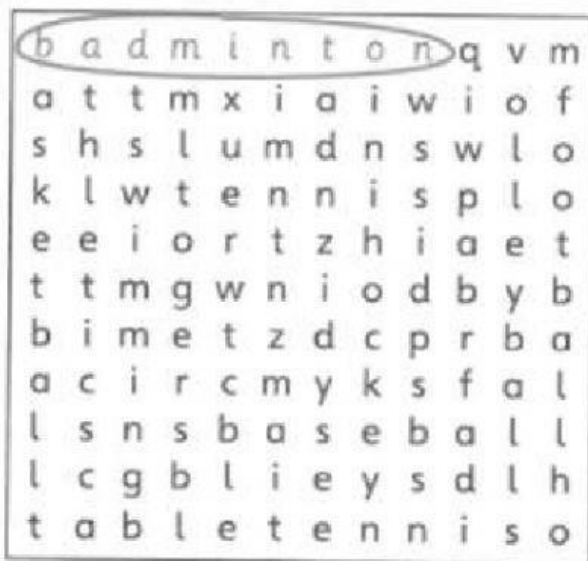 b a d m i n t o n q v m
a t t m x i a i w i o f
s h s l u m d n s w l o
k l w t e n n i s p l o
e e i o r t z h i a e t
t t m g w n i o d b y b
b i m e t z d c p r b a
a c i r c m y k s f a l
l s n s b a s e b a l l
l c g b l i e y s d l h
t a b l e t e n n i s o